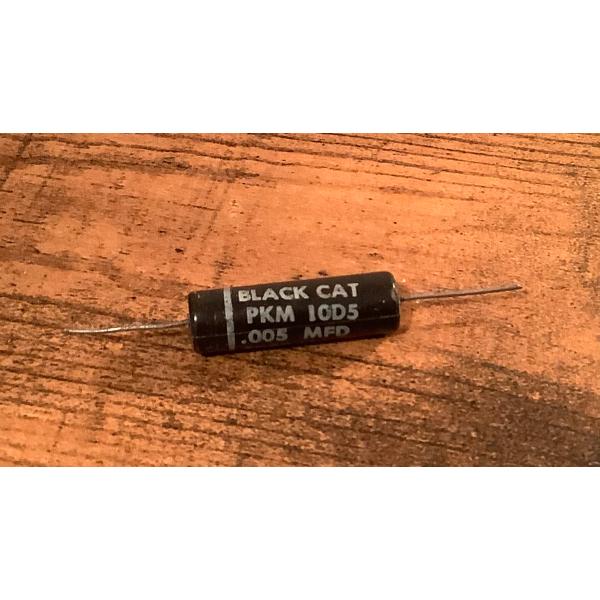 BLACK CAT
PKM 10D5
.005 MFD